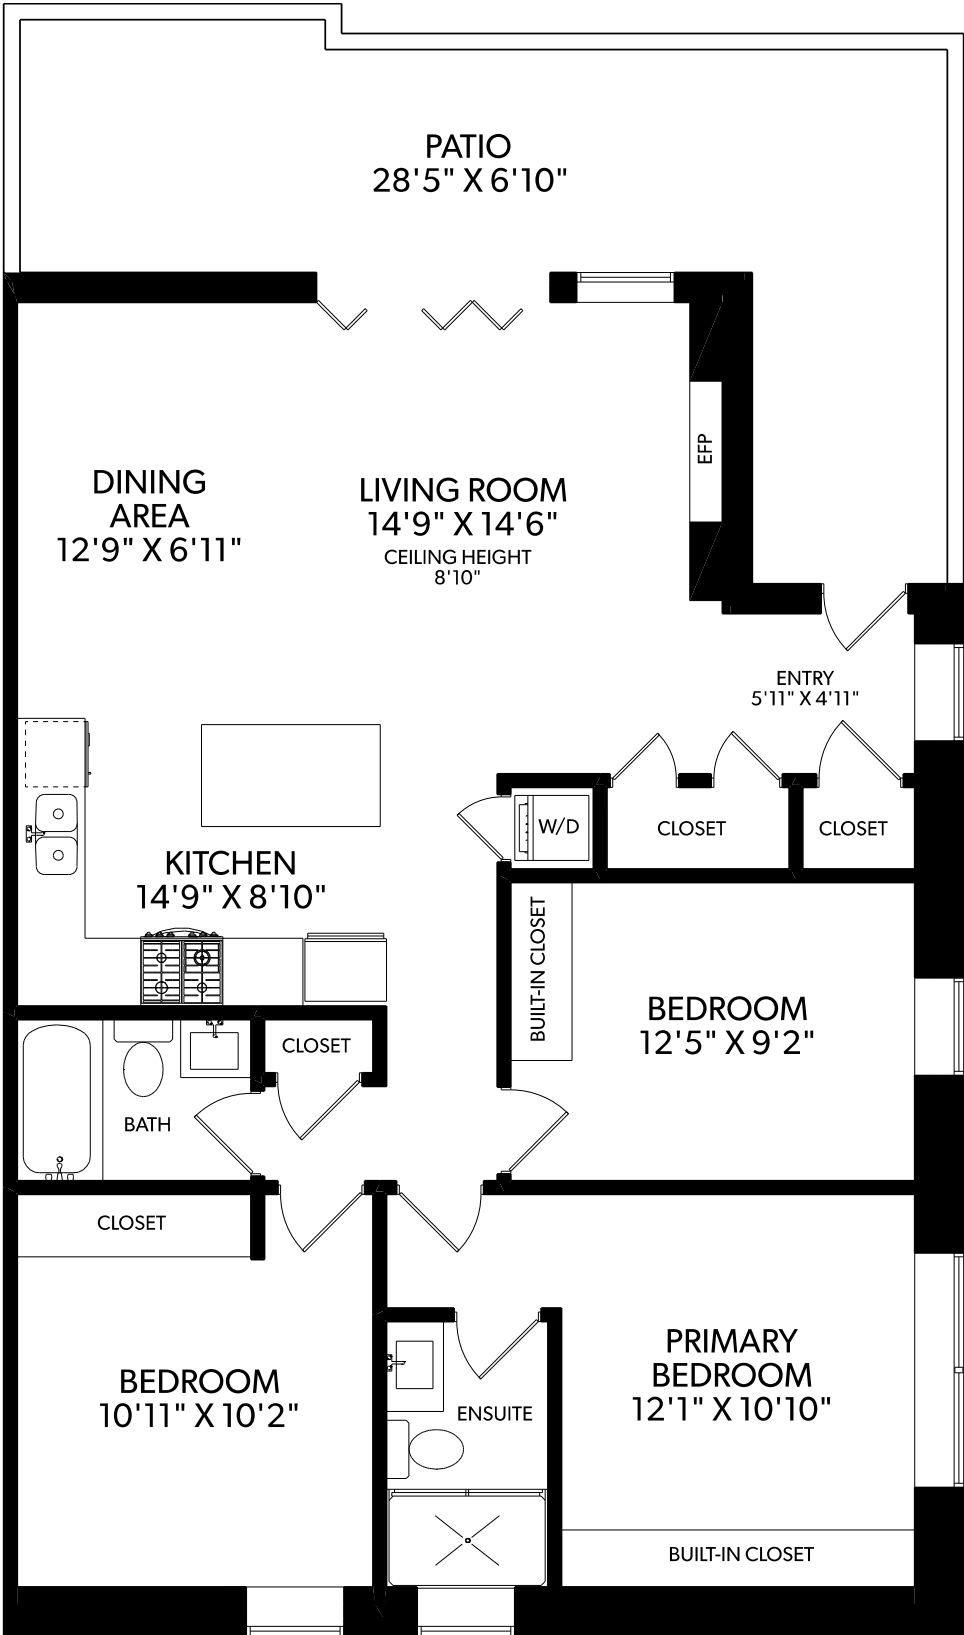 PATIO
28'5" X 6'10"
EFP
DINING
AREA
12'9" X 6'11"
LIVING ROOM
14'9" X 14'6"
CEILING HEIGHT
8'10"
ENTRY
5'11" X 4'11"
W/D
CLOSET
CLOSET
KITCHEN
14'9" X 8'10"
BUILT-IN CLOSET
BEDROOM
12'5" X 9'2"
CLOSET
BATH
CLOSET
BEDROOM
10'11" X 10'2"
PRIMARY
BEDROOM
12'1" X 10'10"
ENSUITE
BUILT-IN CLOSET